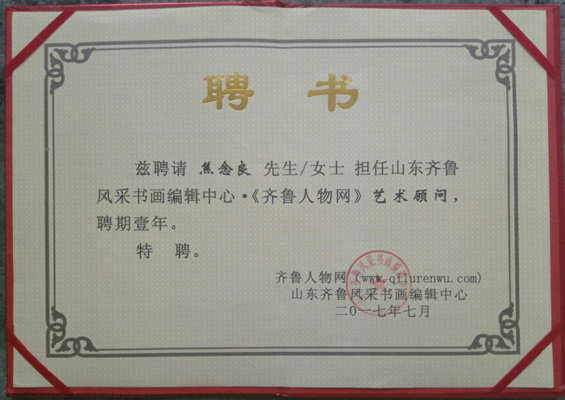 聘 书
兹聘请 焦念良 先生/女士 担任山东齐鲁
风采书画编辑中心·《齐鲁人物网》艺术顾问，
聘期壹年。
特 聘。
齐鲁人物网 (www.qilurenwu.com)
山东齐鲁风采书画编辑中心
二〇一七年七月